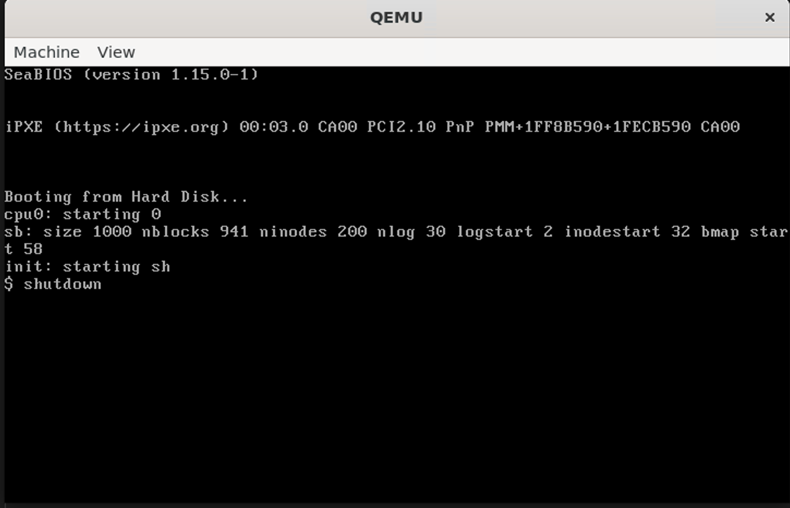 QEMU
×
Machine View
SeaBIOS (version 1.15.0-1)
iPXE (https://ipxe.org) 00:03.0 CA00 PCI2.10 PnP PMM+1FF8B590+1FECB590 CA00
Booting from Hard Disk...
cpu0: starting 0
sb: size 1000 nblocks 941 ninodes 200 nlog 30 logstart 2 inodestart 32 bmap star
t 58
init: starting sh
$ shutdown